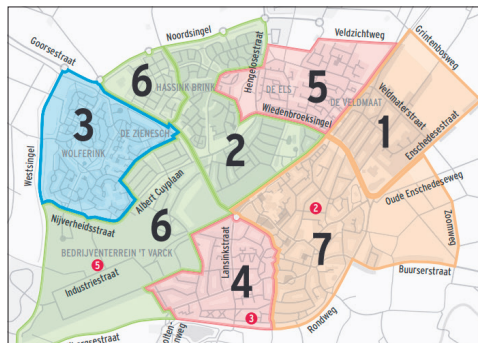 Noordsingel
Veldzichtweg
Goorsestraat
Hengelosestraat
Grintenbosweg
6
HASSINK-BRINK
DE ELS
5
DE VELDMAAT
Veldmaterstraat
3
Wiedenbroeksingel
1
DE ZIENESCH
Enschedesestraat
WOLFERINK
2
Westsingel
Albert Cuyplaan
Oude Enschedeseweg
2
Nijverheidsstraat
6
Zoomweg
BEDRIJVENTERREIN 'T VARCK
7
5
Lansinkstraat
Buurserstraat
Industriestraat
4
3
Rondweg